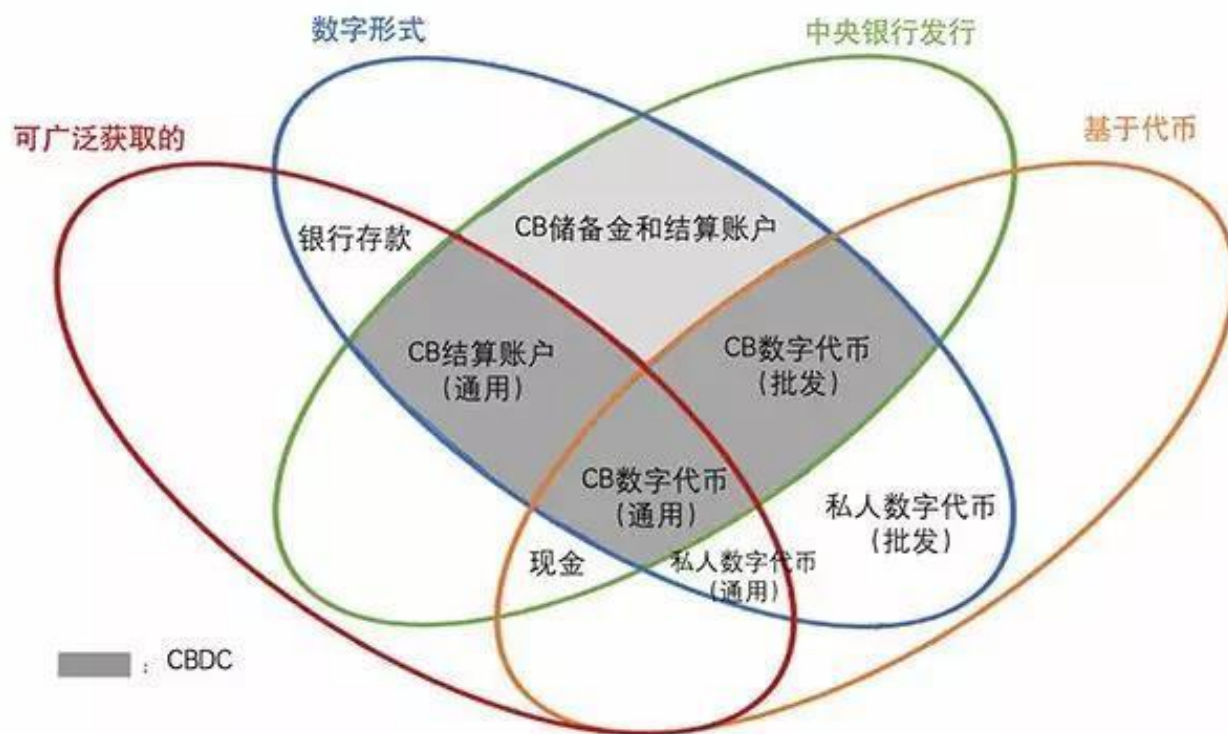 数字形式
中央银行发行
可广泛获取的
基于代币
银行存款
CB储备金和结算账户
CB结算账户
(通用)
CB数字代币
(批发)
CB数字代币
(通用)
私人数字代币
(批发)
现金
私人数字代币
(通用)
: CBDC